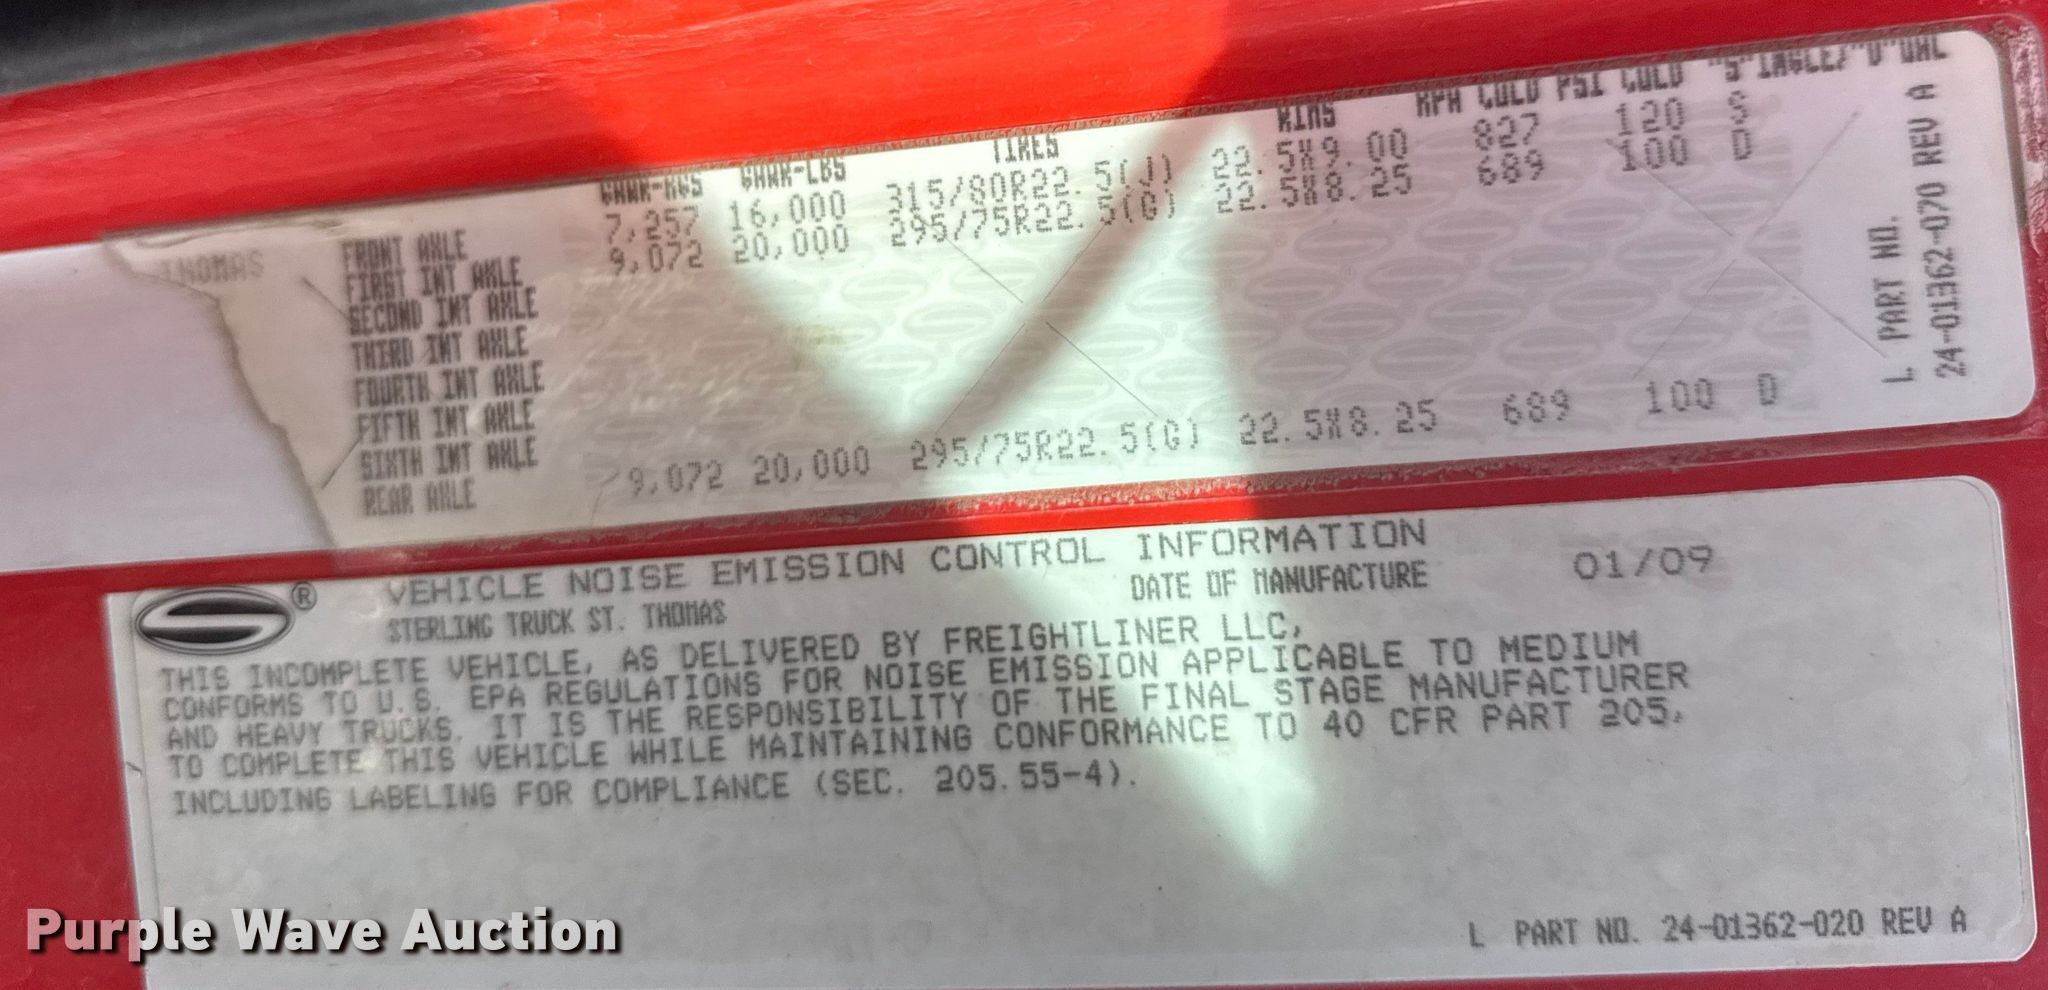 GAWR-KGS GAWR-LBS TIRES RIMS KPA COLD PSI COLD "S"INGLE/"D"UAL
THOMAS
FRONT AXLE 7,257 16,000 315/80R22.5(J) 22.5X9.00 827 120 S
FIRST INT AXLE 9,072 20,000 295/75R22.5(G) 22.5X8.25 689 100 D
SECOND INT AXLE
THIRD INT AXLE
FOURTH INT AXLE
FIFTH INT AXLE
SIXTH INT AXLE
REAR AXLE 9,072 20,000 295/75R22.5(G) 22.5X8.25 689 100 D
L PART NO.
24-01362-070 REV A
VEHICLE NOISE EMISSION CONTROL INFORMATION
STERLING TRUCK ST. THOMAS DATE OF MANUFACTURE 01/09
THIS INCOMPLETE VEHICLE, AS DELIVERED BY FREIGHTLINER LLC,
CONFORMS TO U.S. EPA REGULATIONS FOR NOISE EMISSION APPLICABLE TO MEDIUM
AND HEAVY TRUCKS. IT IS THE RESPONSIBILITY OF THE FINAL STAGE MANUFACTURER
TO COMPLETE THIS VEHICLE WHILE MAINTAINING CONFORMANCE TO 40 CFR PART 205,
INCLUDING LABELING FOR COMPLIANCE (SEC. 205.55-4).
L PART NO. 24-01362-020 REV A
Purple Wave Auction